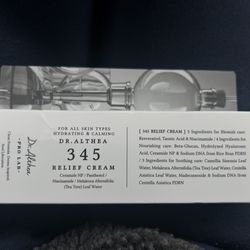 FOR ALL SKIN TYPES
HYDRATING & CALMING
DR.ALTHEA
345
RELIEF CREAM
Ceramide NP / Panthenol /
Niacinamide / Melaleuca Alternifolia
(Tea Tree) Leaf Water
[ 345 RELIEF CREAM ] 3 Ingredients for Blemish care:
Resveratrol, Tannic Acid & Niacinamide / 4 Ingredients for
Nourishing care: Beta-Glucan, Hydrolyzed Hyaluronic
Acid, Ceramide NP & Sodium DNA from Rice Bran PDRN
/ 5 Ingredients for Soothing care: Camellia Sinensis Leaf
Water, Madecassoside, Melaleuca Alternifolia
(Tea Tree) Leaf Water, Centella
Asiatica Leaf Water & Sodium DNA from
Centella Asiatica PDRN
Dr.Althea
PRO LAB